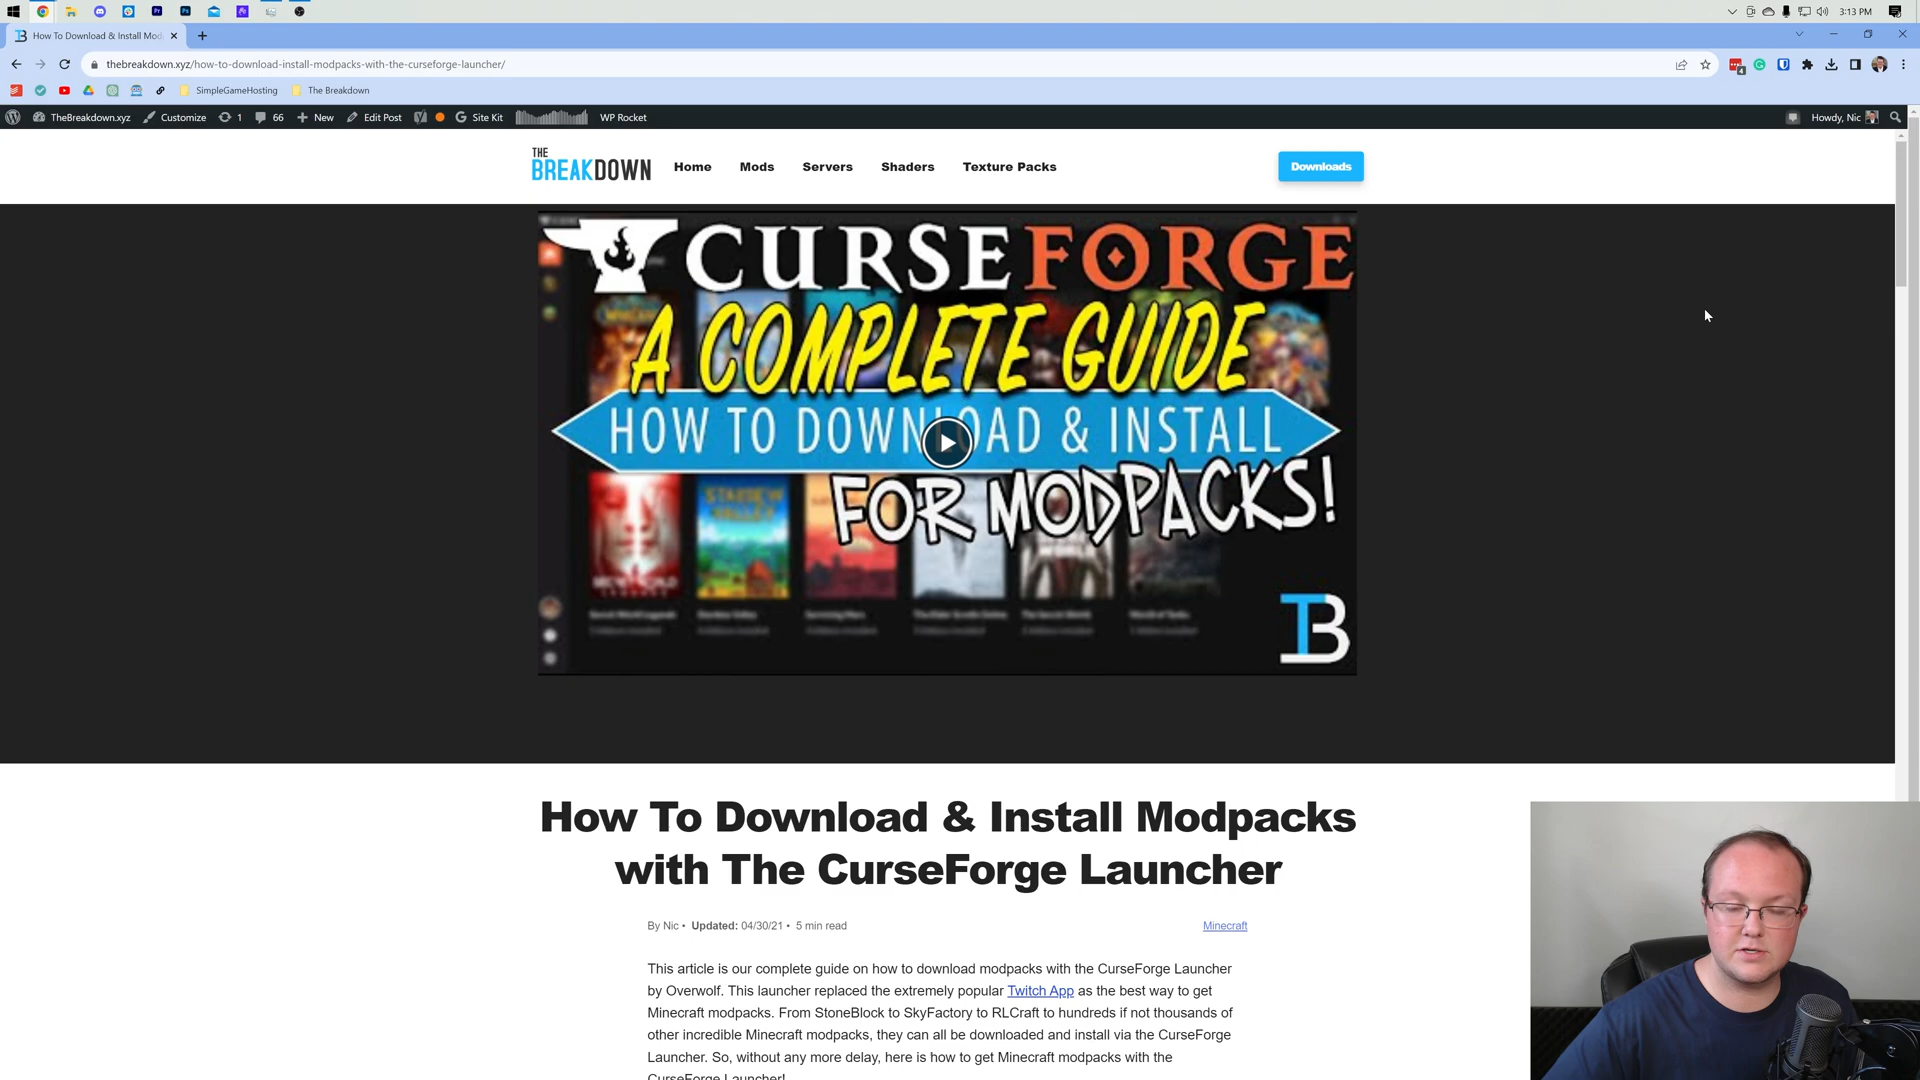 3:13 PM
How To Download & Install Mod
thebreakdown.xyz/how-to-download-install-modpacks-with-the-curseforge-launcher/
4
SimpleGameHosting
The Breakdown
TheBreakdown.xyz
Customize
1
66
New
Edit Post
Site Kit
WP Rocket
Howdy, Nic
THE
BREAKDOWN
Home
Mods
Servers
Shaders
Texture Packs
Downloads
CURSEFORGE
A COMPLETE GUIDE
HOW TO DOWNLOAD & INSTALL
FOR MODPACKS!
STARDEW
VALLEY
TB
How To Download & Install Modpacks
with The CurseForge Launcher
By Nic • Updated: 04/30/21 • 5 min read
Minecraft
This article is our complete guide on how to download modpacks with the CurseForge Launcher
by Overwolf. This launcher replaced the extremely popular Twitch App as the best way to get
Minecraft modpacks. From StoneBlock to SkyFactory to RLCraft to hundreds if not thousands of
other incredible Minecraft modpacks, they can all be downloaded and install via the CurseForge
Launcher. So, without any more delay, here is how to get Minecraft modpacks with the
CurseForge Launcher!